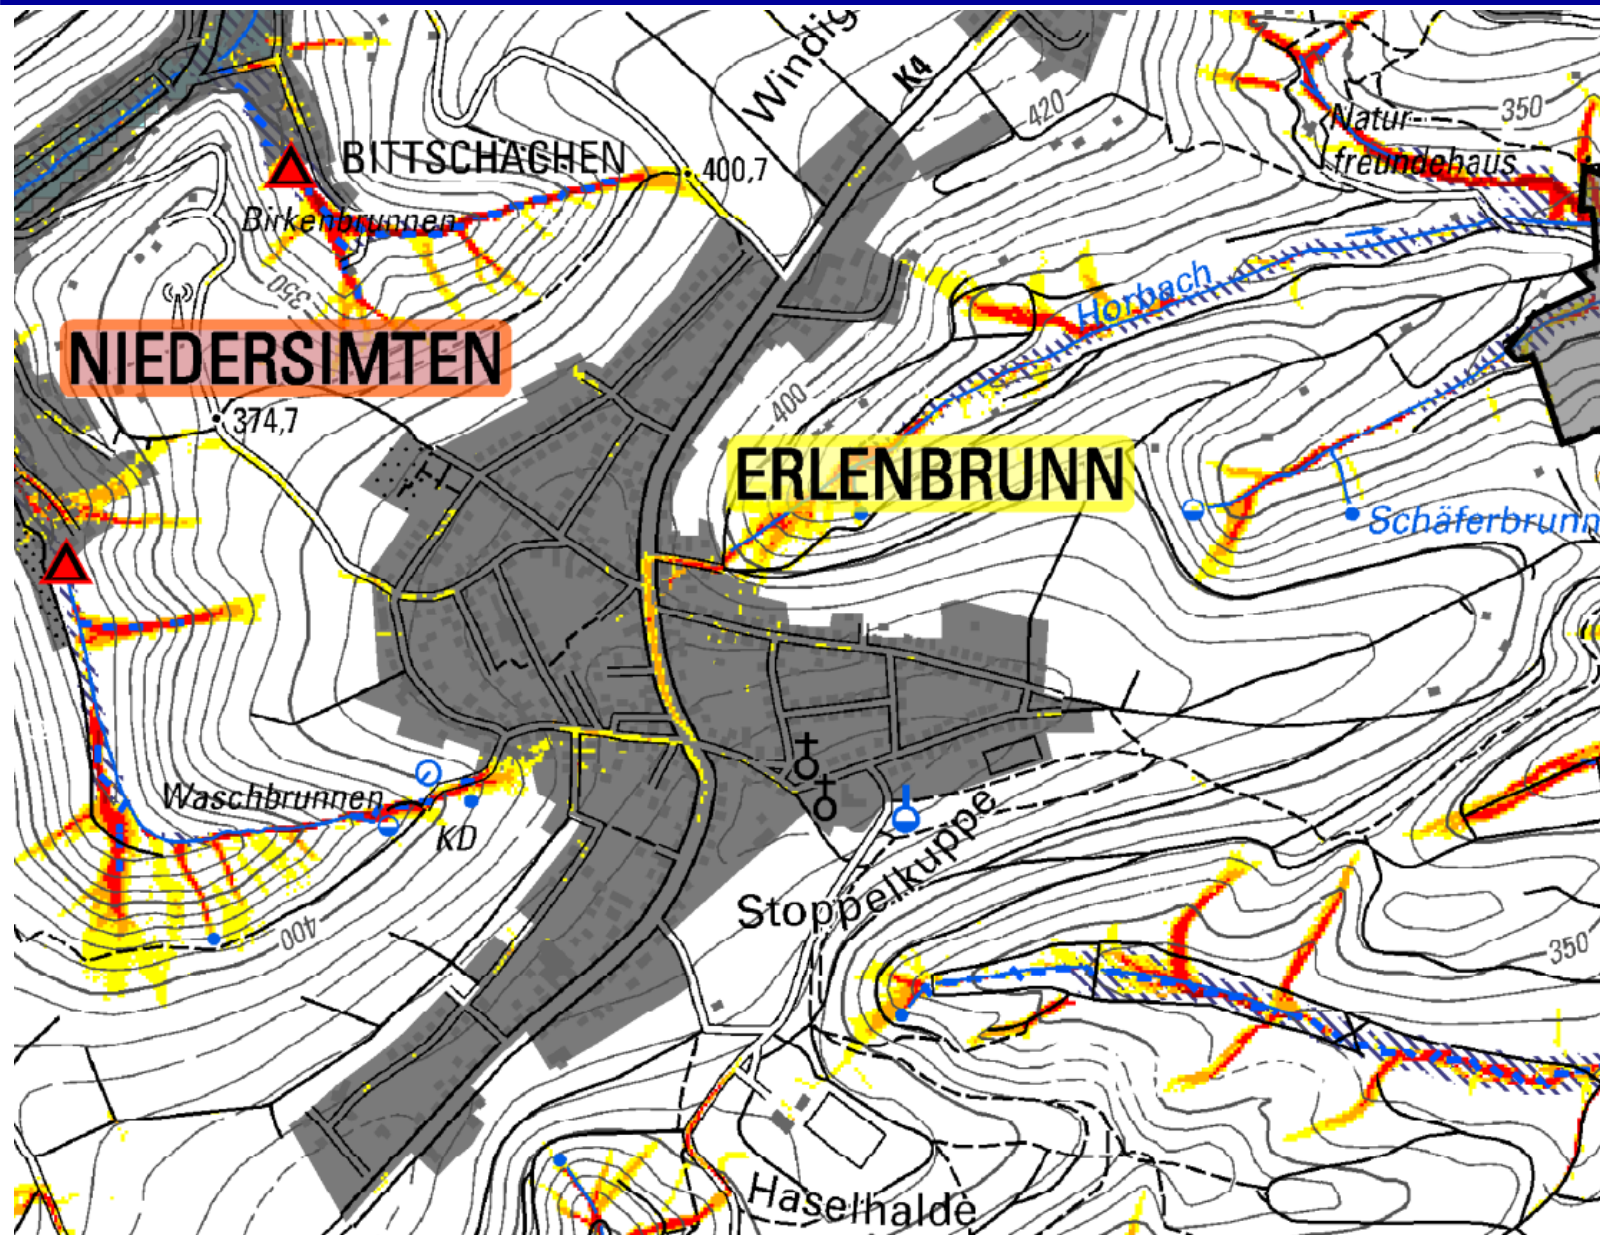 Windig
K4
420
350
Natur-
freundehaus
BITTSCHACHEN
400,7
Birkenbrunnen
350
Horbach
NIEDERSIMTEN
400
374,7
ERLENBRUNN
Schäferbrunn
Waschbrunnen
KD
Stoppelkuppe
400
350
Haselhalde